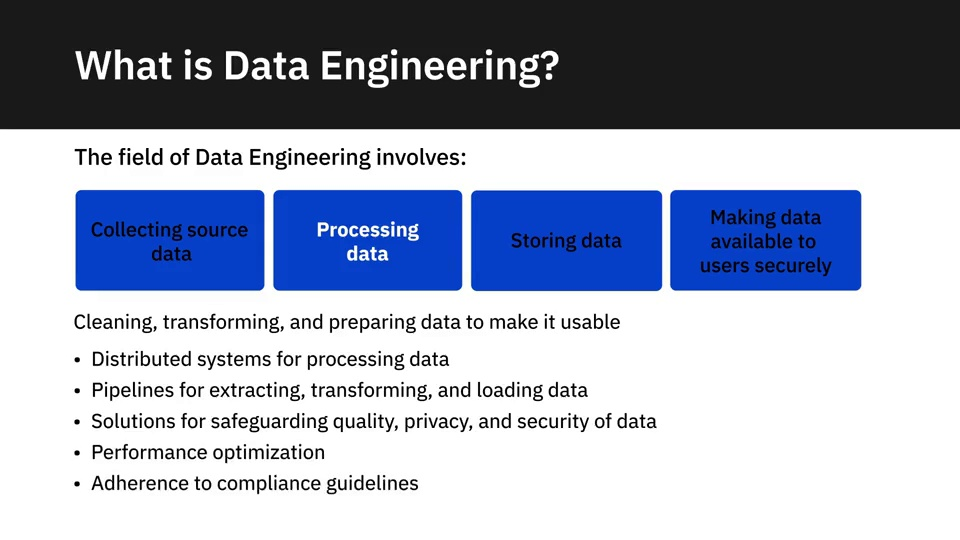 What is Data Engineering?
The field of Data Engineering involves:
Collecting source
data
Processing
data
Storing data
Making data
available to
users securely
Cleaning, transforming, and preparing data to make it usable
• Distributed systems for processing data
• Pipelines for extracting, transforming, and loading data
• Solutions for safeguarding quality, privacy, and security of data
• Performance optimization
• Adherence to compliance guidelines